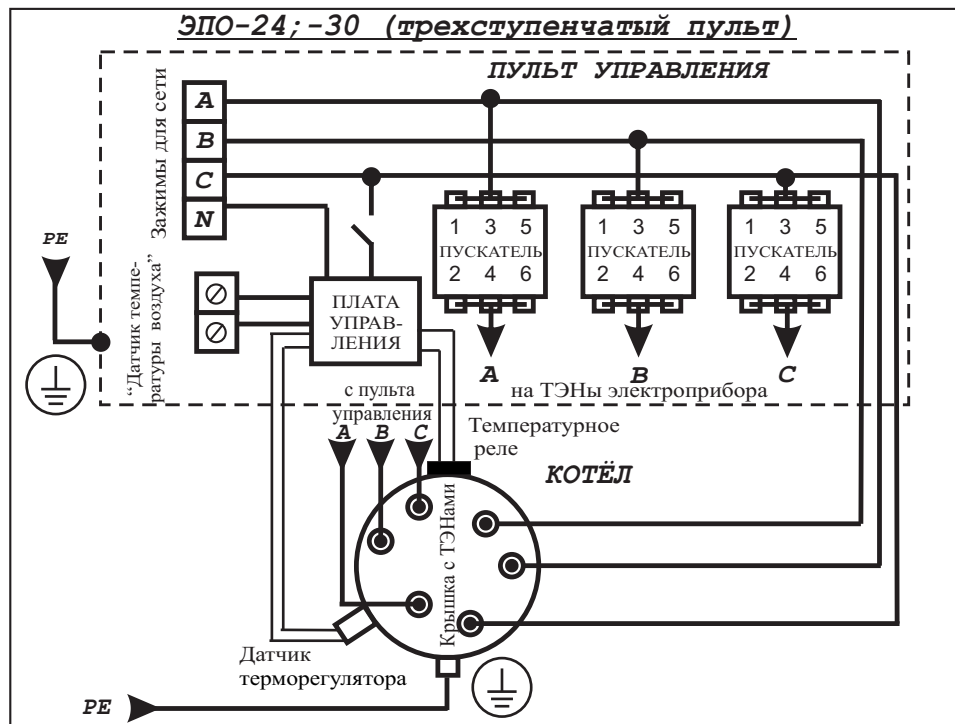 ЭПО-24;-30 (трехступенчатый пульт)
ПУЛЬТ УПРАВЛЕНИЯ
Зажимы для сети
A
B
C
N
PE
“Датчик темпе-
ратуры воздуха”
1 3 5
ПУСКАТЕЛЬ
2 4 6
1 3 5
ПУСКАТЕЛЬ
2 4 6
1 3 5
ПУСКАТЕЛЬ
2 4 6
ПЛАТА
УПРАВ-
ЛЕНИЯ
A
B
C
на ТЭНы электроприбора
с пульта
управления
A B C
Температурное
реле
КОТЁЛ
Крышка с ТЭНами
Датчик
терморегулятора
PE